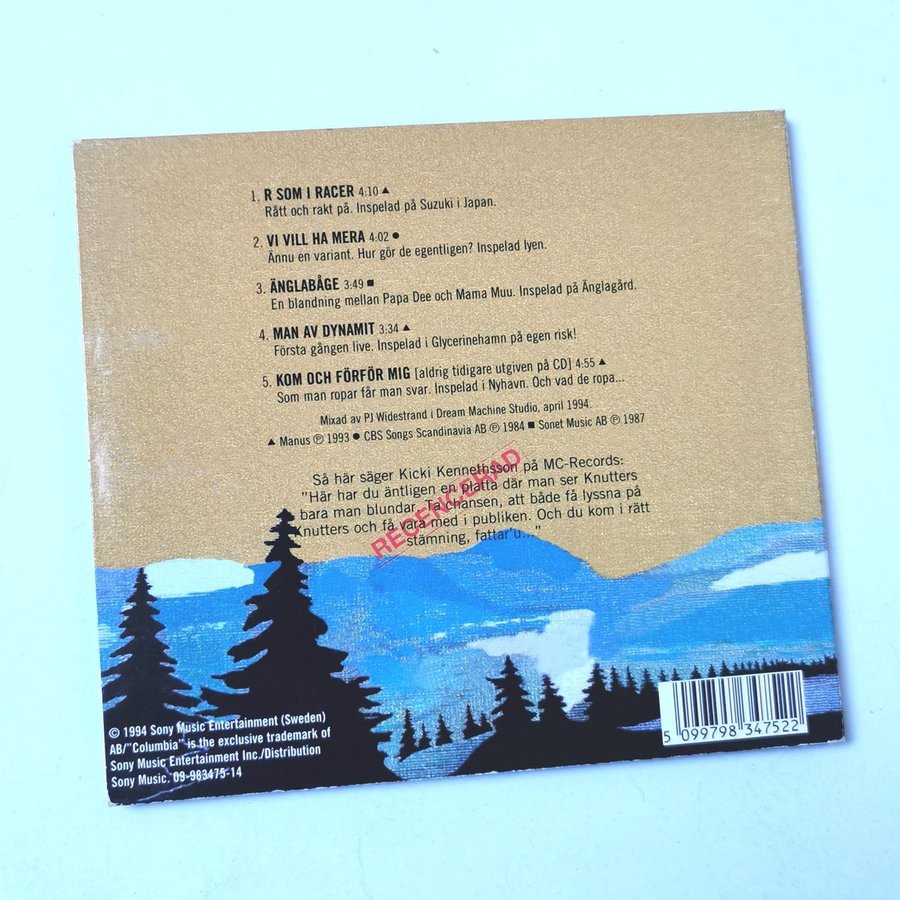 1. R SOM I RACER 4:10 ▲
Rått och rakt på. Inspelad på Suzuki i Japan.
2. VI VILL HA MERA 4:02 ●
Ännu en variant. Hur gör de egentligen? Inspelad lyen.
3. ÄNGLABÅGE 3:49 ■
En blandning mellan Papa Dee och Mama Muu. Inspelad på Änglagård.
4. MAN AV DYNAMIT 3:34 ▲
Första gången live. Inspelad i Glycerinehamn på egen risk!
5. KOM OCH FÖRFÖR MIG [aldrig tidigare utgiven på CD] 4:55 ▲
Som man ropar får man svar. Inspelad i Nyhavn. Och vad de ropa...
Mixad av PJ Widestrand i Dream Machine Studio, april 1994.
▲ Manus ℗ 1993 ● CBS Songs Scandinavia AB ℗ 1984 ■ Sonet Music AB ℗ 1987
Så här säger Kicki Kennethsson på MC-Records:
"Här har du äntligen en platta där man ser Knutters
bara man blundar. Ta chansen, att både få lyssna på
Knutters och få vara med i publiken. Och du kom i rätt
stämning, fattar'u..."
RECENCERAD
© 1994 Sony Music Entertainment (Sweden)
AB/"Columbia" is the exclusive trademark of
Sony Music Entertainment Inc./Distribution
Sony Music. 09-983475-14
5 099798 347522